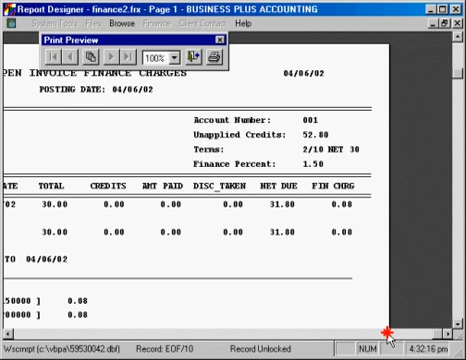 Report Designer - finance2.frx - Page 1 - BUSINESS PLUS ACCOUNTING
System Tools Files Browse Finance Client Contact Help
Print Preview
100%
PEN INVOICE FINANCE CHARGES 04/06/02
POSTING DATE: 04/06/02
Account Number: 001
Unapplied Credits: 52.80
Terms: 2/10 NET 30
Finance Percent: 1.50
ATE TOTAL CREDITS AMT PAID DISC_TAKEN NET DUE FIN CHRG
/02 30.00 0.00 0.00 0.00 31.80 0.08
30.00 0.00 0.00 0.00 31.80 0.08
TO 04/06/02
150000 ] 0.08
200000 ] 0.08
Wscrnrpt (c:\vbpa\59530042.dbf) Record: EOF/10 Record Unlocked NUM 4:32:16 pm